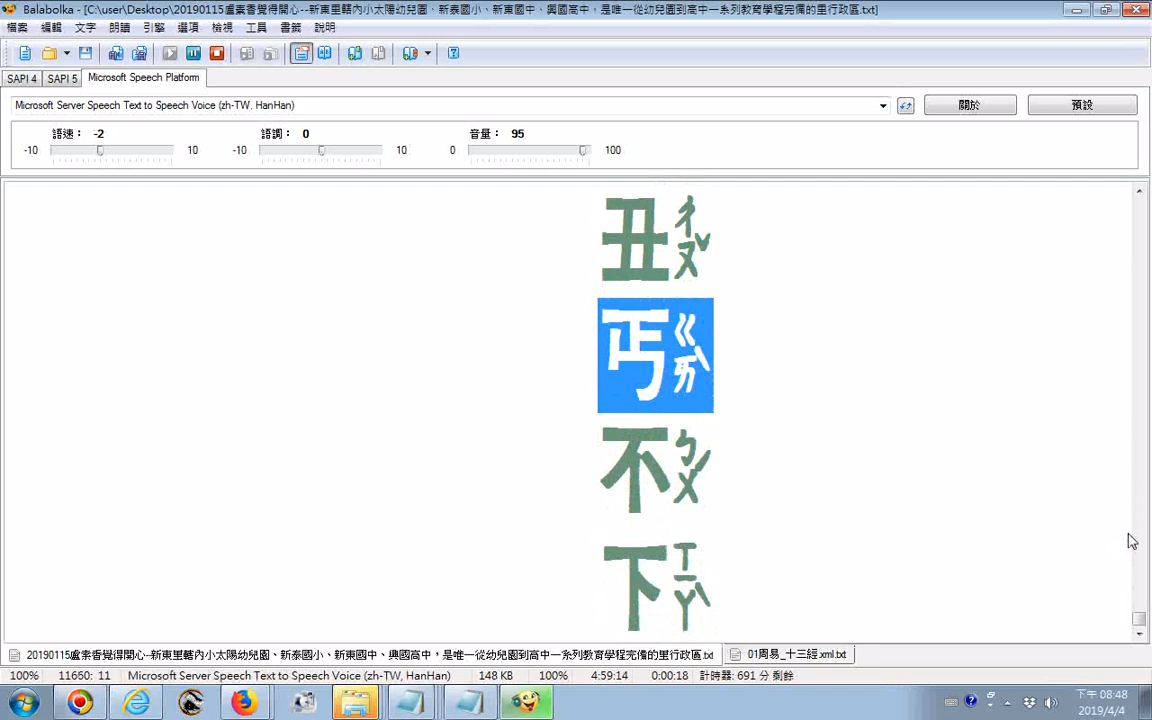 Balabolka - [C:\user\Desktop\20190115盧素香覺得開心--新東里轄內小太陽幼兒園、新泰國小、新東國中、興國高中，是唯一從幼兒園到高中一系列教育學程完備的里行政區.txt]
檔案 編輯 文字 朗讀 引擎 選項 檢視 工具 書籤 說明
SAPI 4 SAPI 5 Microsoft Speech Platform
Microsoft Server Speech Text to Speech Voice (zh-TW, HanHan) 關於 預設
語速： -2 語調： 0 音量： 95
-10 10 -10 10 0 100
丑 ㄔㄡˇ
丐 ㄍㄞˋ
不 ㄅㄨˊ
下 ㄒㄧㄚˋ
20190115盧素香覺得開心--新東里轄內小太陽幼兒園、新泰國小、新東國中、興國高中，是唯一從幼兒園到高中一系列教育學程完備的里行政區.txt 01周易_十三經.xml.txt
100% 11660: 11 Microsoft Server Speech Text to Speech Voice (zh-TW, HanHan) 148 KB 100% 4:59:14 0:00:18 計時器: 691 分 剩餘
下午 08:48
2019/4/4